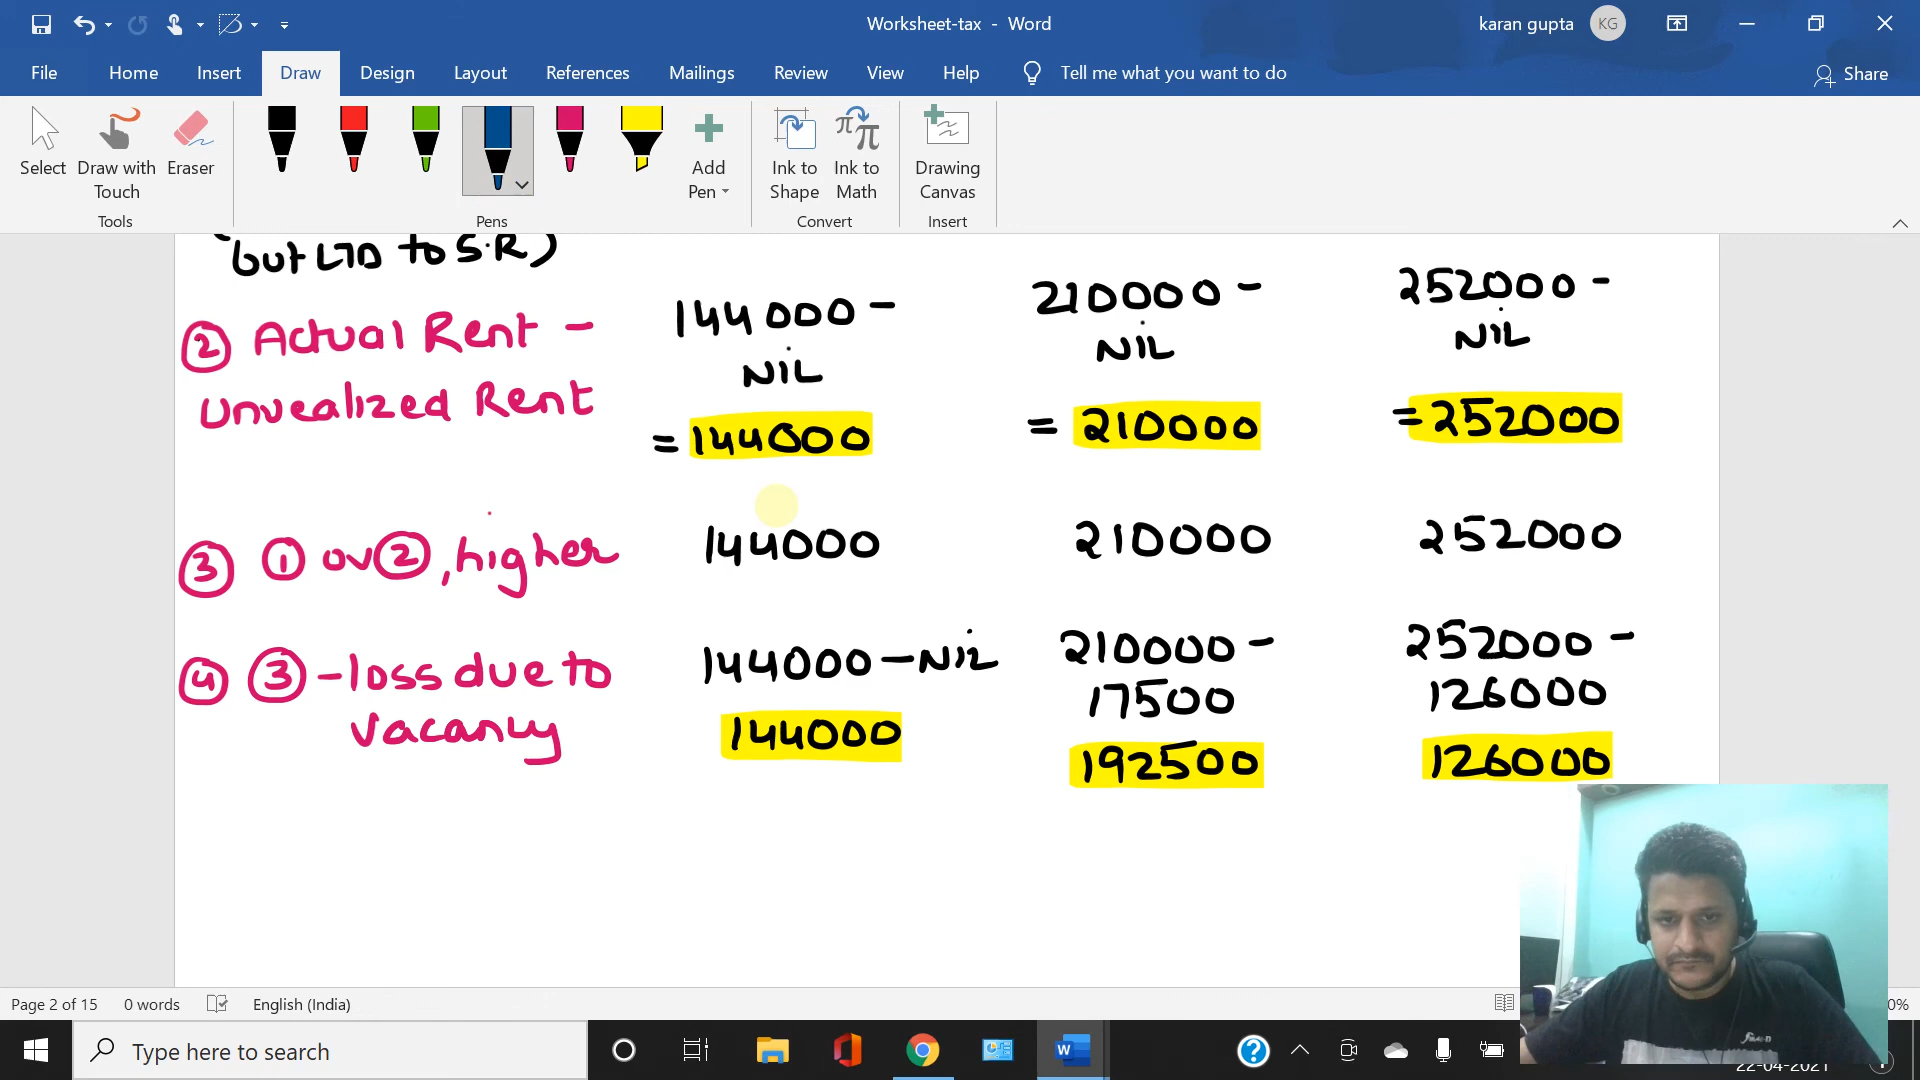 Worksheet-tax - Word
karan gupta
KG
File Home Insert Draw Design Layout References Mailings Review View Help Tell me what you want to do Share
Select
Draw with Touch
Eraser
Add Pen
Ink to Shape
Ink to Math
Drawing Canvas
Tools Pens Convert Insert
but LTD to S.R)
② Actual Rent -
Unrealized Rent
144000 -
NIL
= 144000
210000 -
NIL
= 210000
252000 -
NIL
= 252000
③ ① or ②, higher
144000
210000
252000
④ ③ - loss due to
vacancy
144000 - NIL
144000
210000 -
17500
192500
252000 -
126000
126000
Page 2 of 15 0 words English (India)
0%
Type here to search
22-04-2021